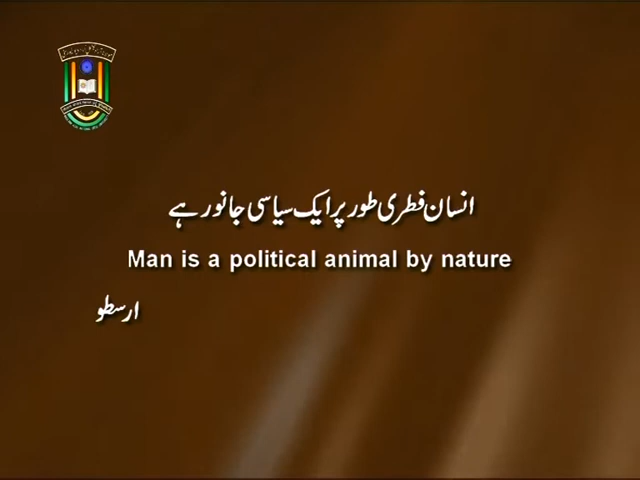 انسان فطری طور پر ایک سیاسی جانور ہے
Man is a political animal by nature
ارسطو